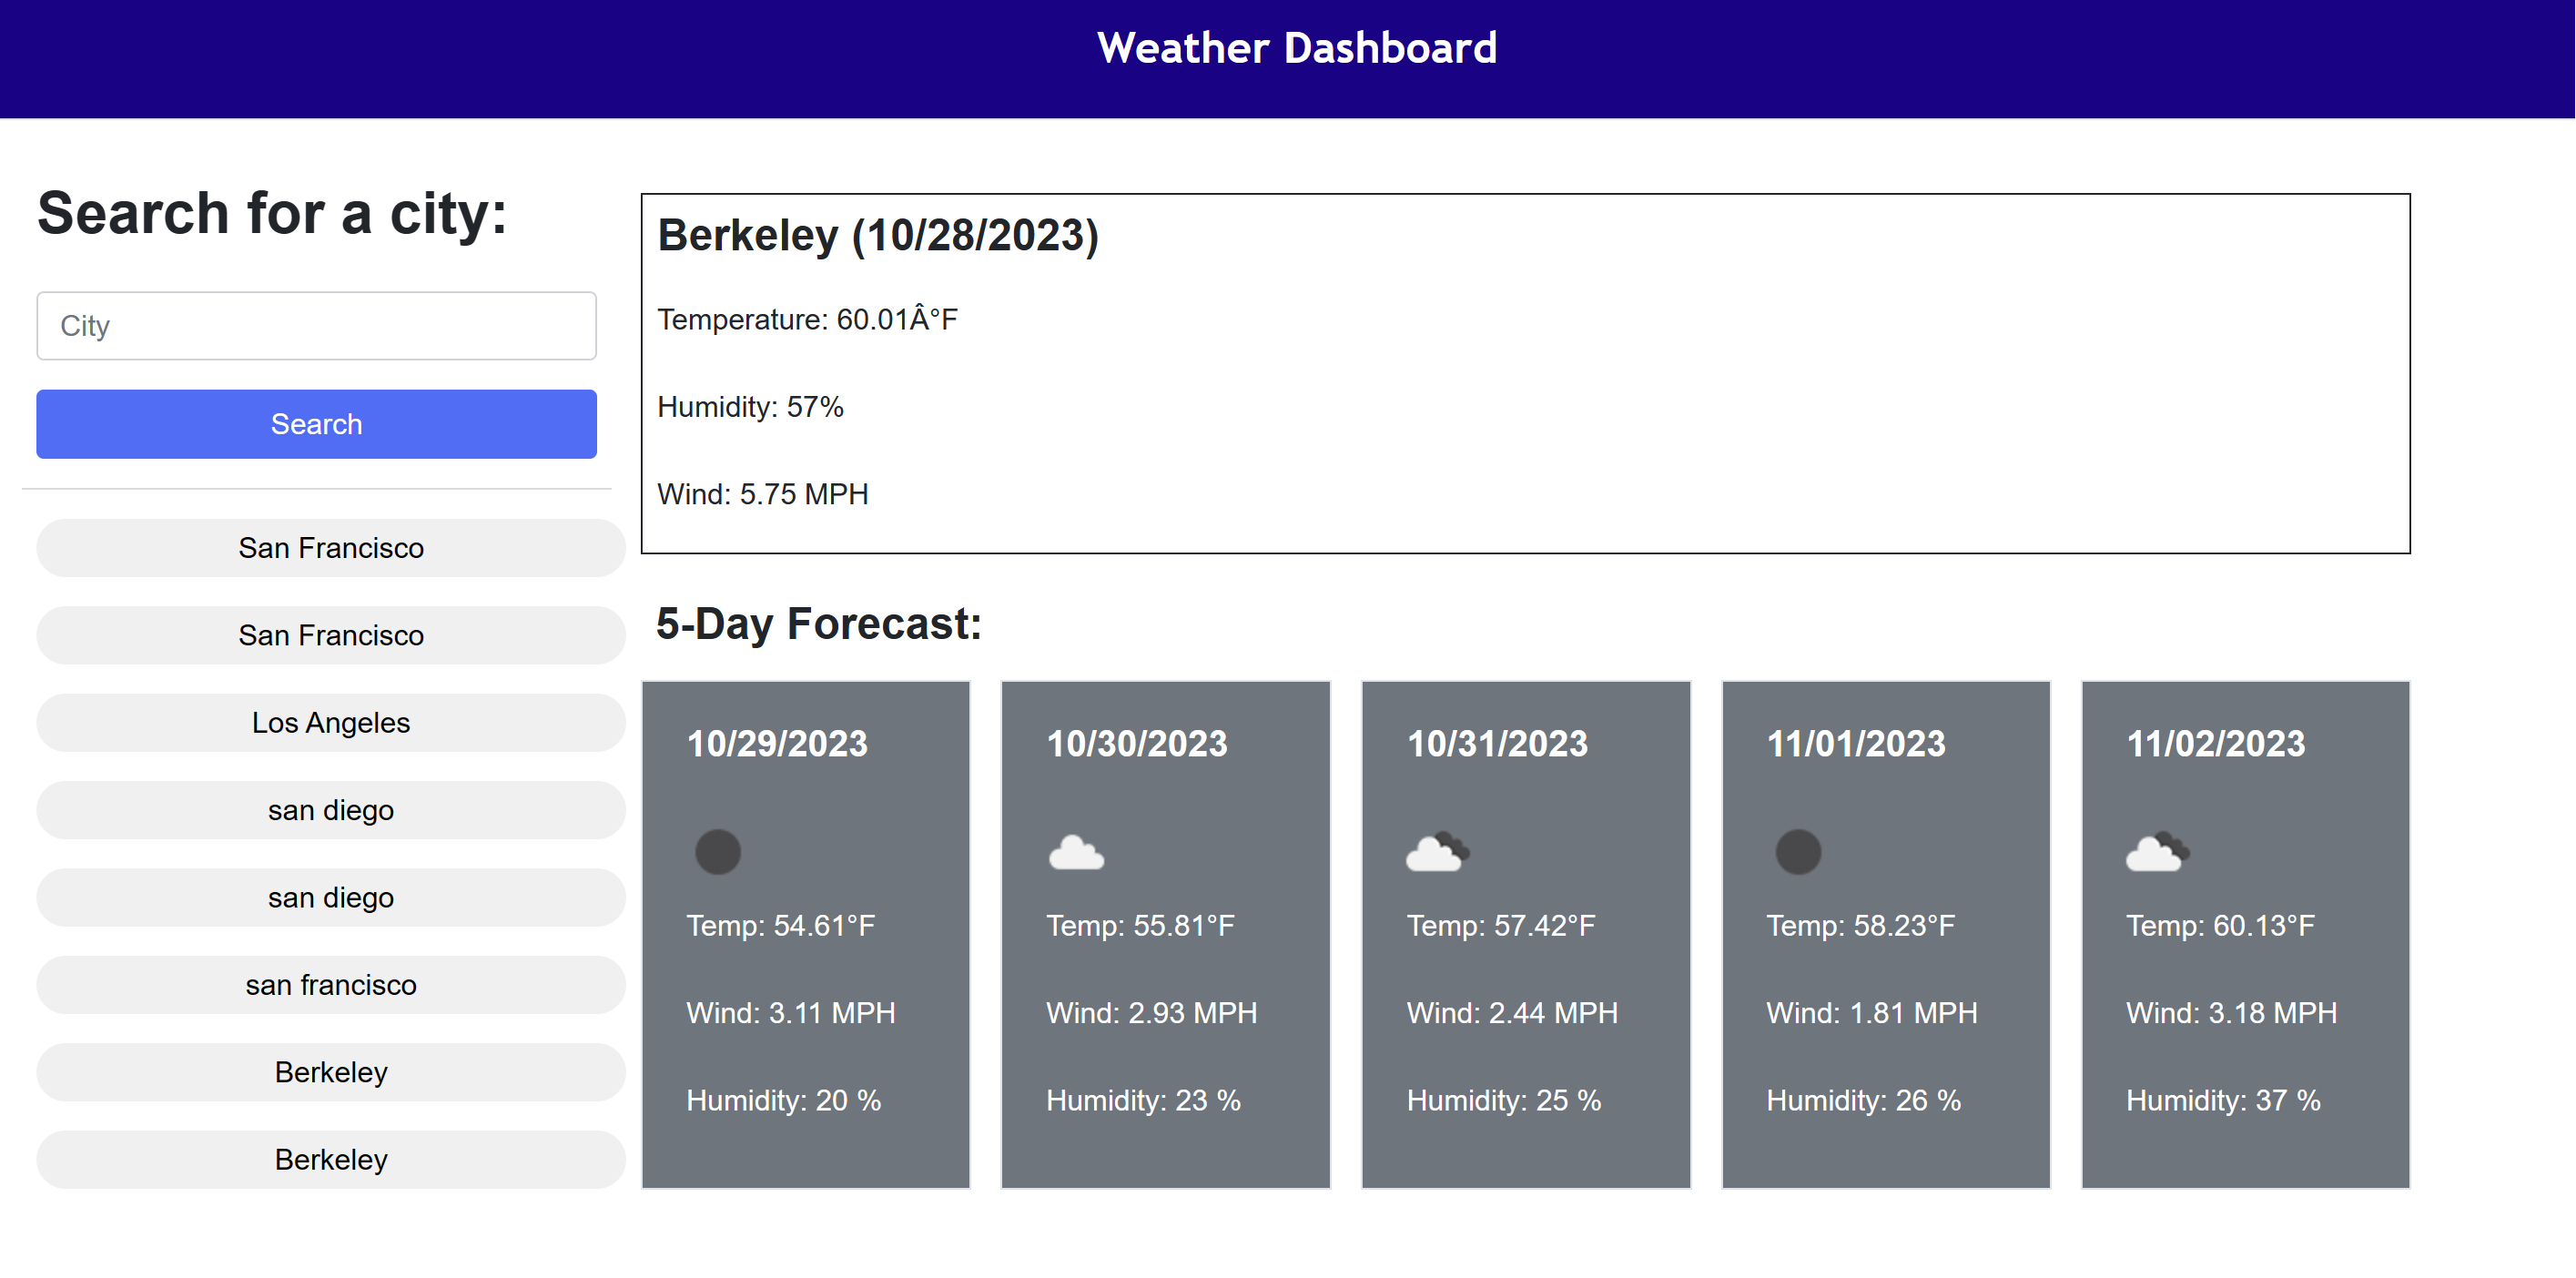 Weather Dashboard
Search for a city:
City
Search
San Francisco
San Francisco
Los Angeles
san diego
san diego
san francisco
Berkeley
Berkeley
Berkeley (10/28/2023)
Temperature: 60.01Â°F
Humidity: 57%
Wind: 5.75 MPH
5-Day Forecast:
10/29/2023
Temp: 54.61°F
Wind: 3.11 MPH
Humidity: 20 %
10/30/2023
Temp: 55.81°F
Wind: 2.93 MPH
Humidity: 23 %
10/31/2023
Temp: 57.42°F
Wind: 2.44 MPH
Humidity: 25 %
11/01/2023
Temp: 58.23°F
Wind: 1.81 MPH
Humidity: 26 %
11/02/2023
Temp: 60.13°F
Wind: 3.18 MPH
Humidity: 37 %